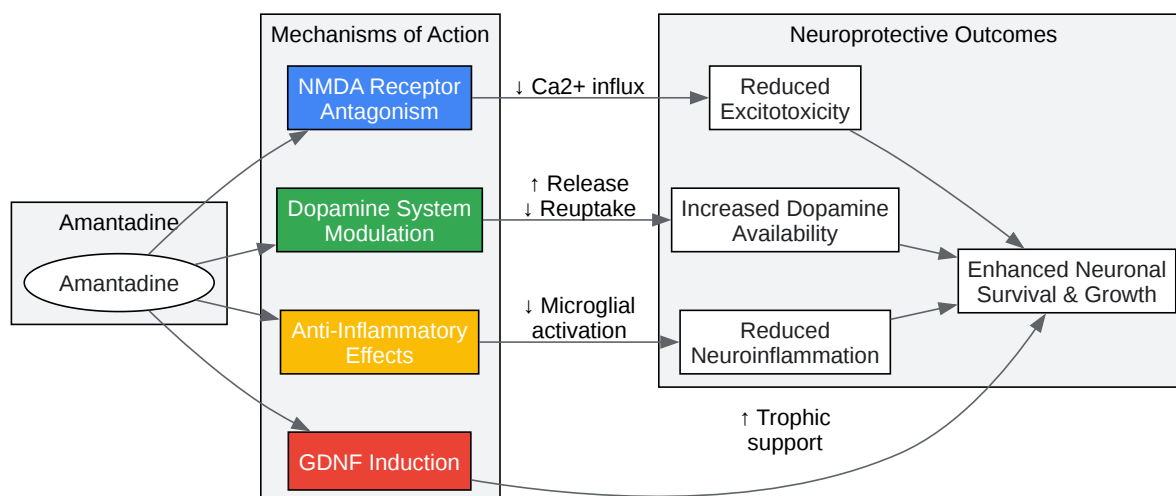 Mechanisms of Action
Neuroprotective Outcomes
NMDA Receptor
Antagonism
↓ Ca2+ influx
Reduced
Excitotoxicity
Amantadine
Amantadine
Dopamine System
Modulation
↑ Release
↓ Reuptake
Increased Dopamine
Availability
Enhanced Neuronal
Survival & Growth
Anti-Inflammatory
Effects
↓ Microglial
activation
Reduced
Neuroinflammation
GDNF Induction
↑ Trophic
support